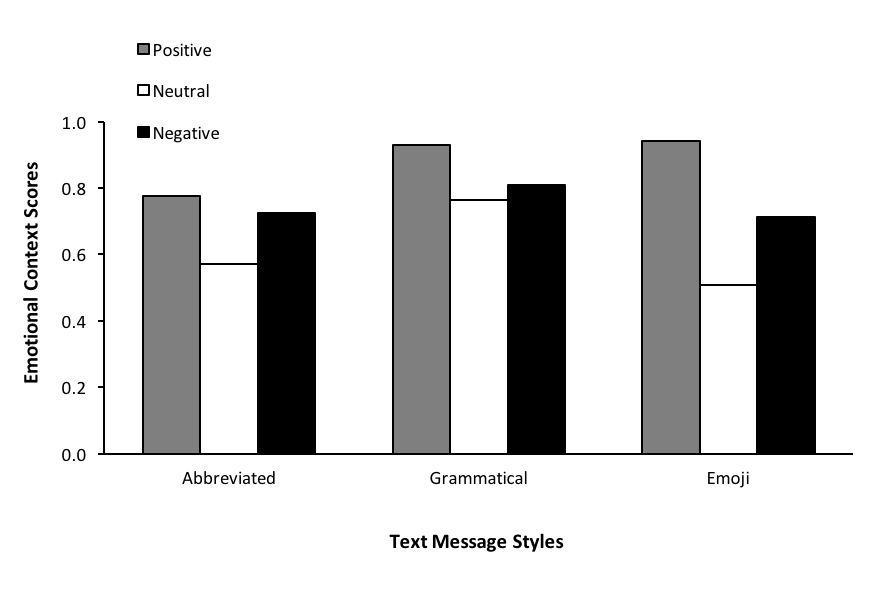 Positive
Neutral
Negative
1.0
0.8
0.6
0.4
0.2
0.0
Emotional Context Scores
Abbreviated Grammatical Emoji
Text Message Styles